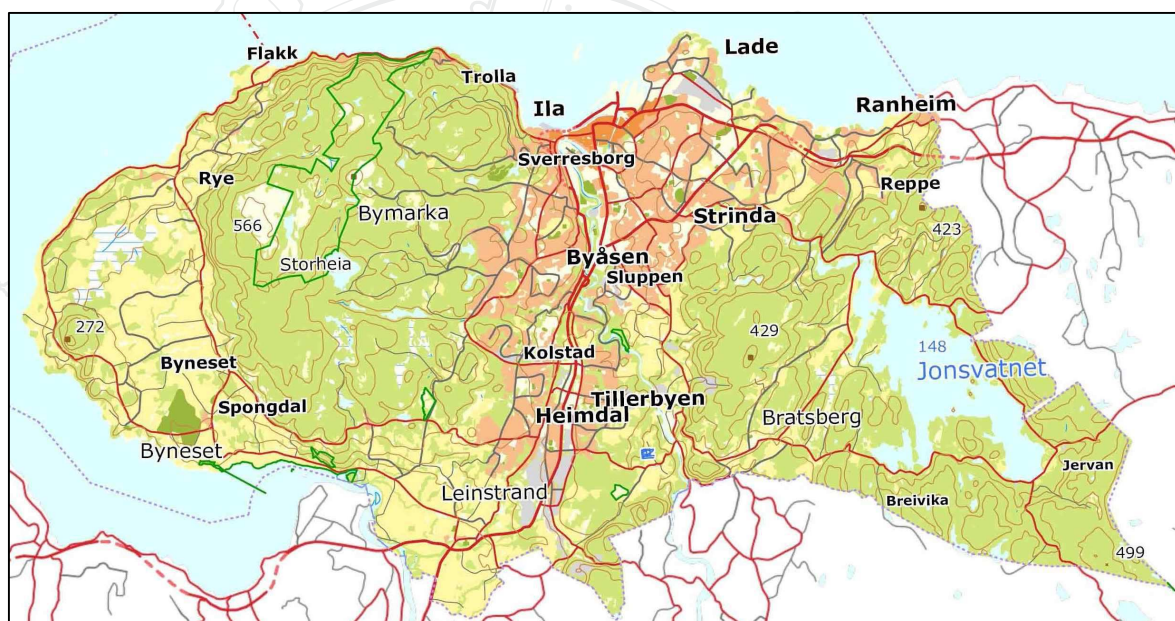 Lade
Flakk
Trolla
Ila
Ranheim
Sverresborg
Rye
Reppe
Bymarka
Strinda
566
423
Byåsen
Storheia
Sluppen
272
429
148
Kolstad
Jonsvatnet
Byneset
Tillerbyen
Spongdal
Heimdal
Bratsberg
Byneset
Jervan
Leinstrand
Breivika
499